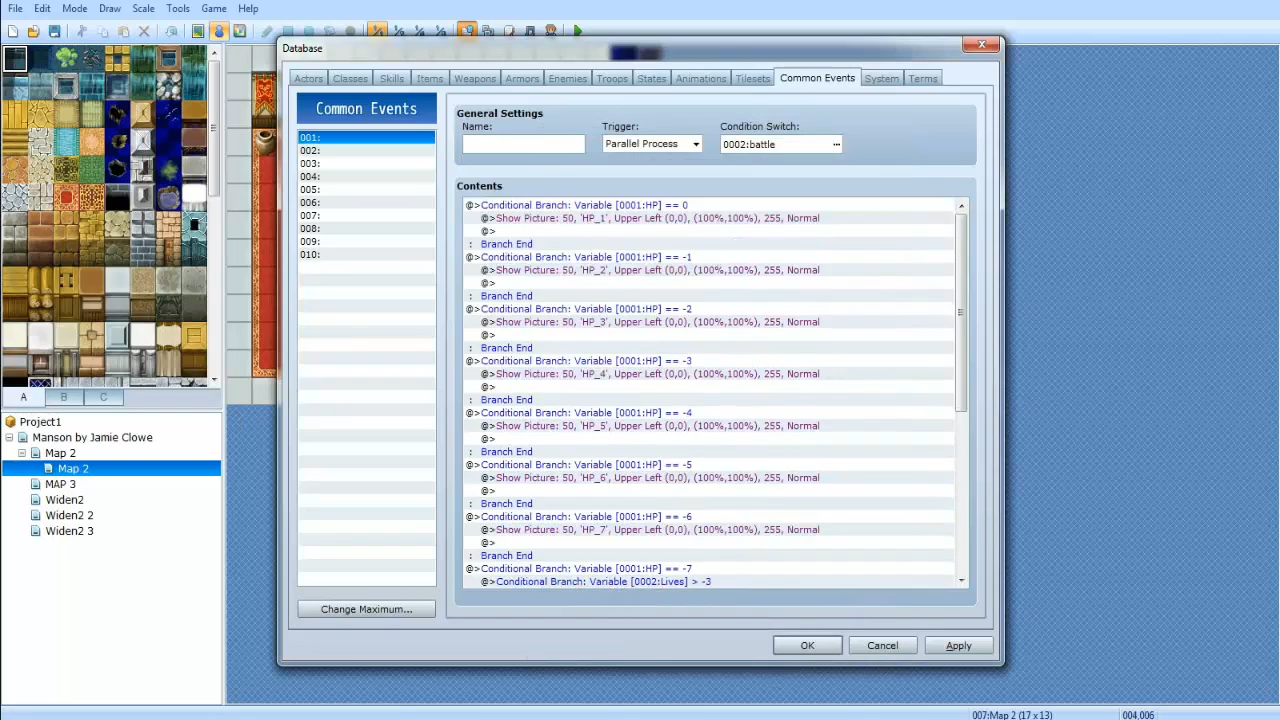 File Edit Mode Draw Scale Tools Game Help
Database
Actors Classes Skills Items Weapons Armors Enemies Troops States Animations Tilesets Common Events System Terms
Common Events
001:
002:
003:
004:
005:
006:
007:
008:
009:
010:
Change Maximum...
General Settings
Name: Trigger: Condition Switch:
Parallel Process 0002:battle ...
Contents
@>Conditional Branch: Variable [0001:HP] == 0
@>Show Picture: 50, 'HP_1', Upper Left (0,0), (100%,100%), 255, Normal
@>
: Branch End
@>Conditional Branch: Variable [0001:HP] == -1
@>Show Picture: 50, 'HP_2', Upper Left (0,0), (100%,100%), 255, Normal
@>
: Branch End
@>Conditional Branch: Variable [0001:HP] == -2
@>Show Picture: 50, 'HP_3', Upper Left (0,0), (100%,100%), 255, Normal
@>
: Branch End
@>Conditional Branch: Variable [0001:HP] == -3
@>Show Picture: 50, 'HP_4', Upper Left (0,0), (100%,100%), 255, Normal
@>
: Branch End
@>Conditional Branch: Variable [0001:HP] == -4
@>Show Picture: 50, 'HP_5', Upper Left (0,0), (100%,100%), 255, Normal
@>
: Branch End
@>Conditional Branch: Variable [0001:HP] == -5
@>Show Picture: 50, 'HP_6', Upper Left (0,0), (100%,100%), 255, Normal
@>
: Branch End
@>Conditional Branch: Variable [0001:HP] == -6
@>Show Picture: 50, 'HP_7', Upper Left (0,0), (100%,100%), 255, Normal
@>
: Branch End
@>Conditional Branch: Variable [0001:HP] == -7
@>Conditional Branch: Variable [0002:Lives] > -3
OK Cancel Apply
A B C
Project1
Manson by Jamie Clowe
Map 2
Map 2
MAP 3
Widen2
Widen2 2
Widen2 3
007:Map 2 (17 x 13) 004,006